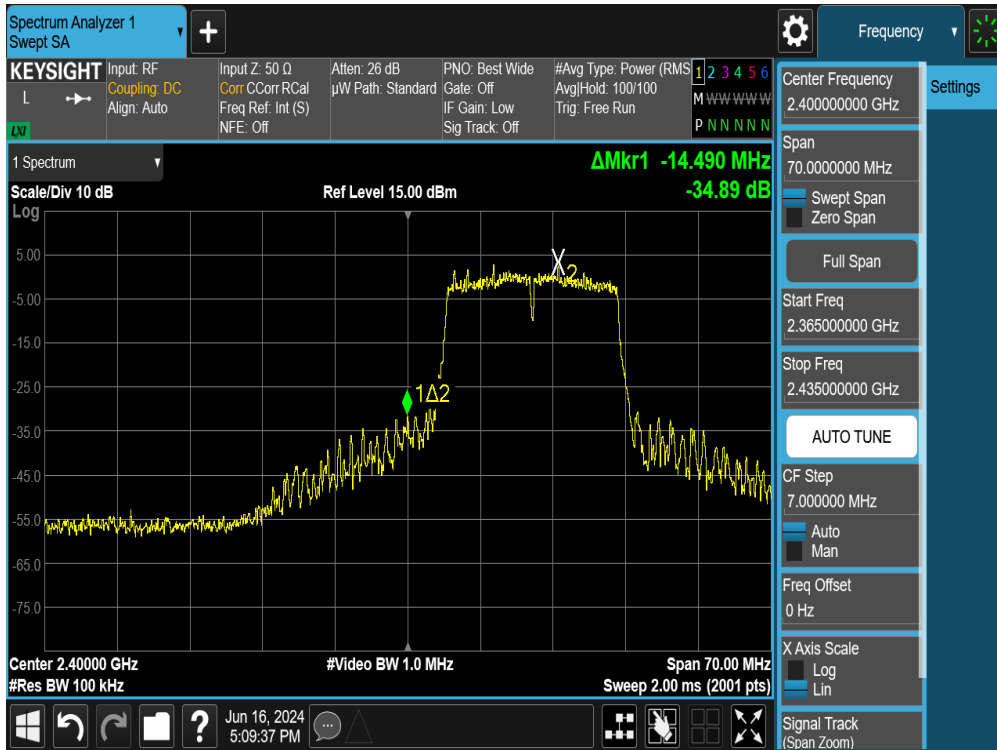 Spectrum Analyzer 1
Swept SA
+
Frequency
KEYSIGHT
L
LXI
Input: RF
Coupling: DC
Align: Auto
Input Z: 50 Ω
Corr CCorr RCal
Freq Ref: Int (S)
NFE: Off
Atten: 26 dB
µW Path: Standard
PNO: Best Wide
Gate: Off
IF Gain: Low
Sig Track: Off
#Avg Type: Power (RMS
Avg|Hold: 100/100
Trig: Free Run
1 2 3 4 5 6
M W W W W W
P N N N N N
1 Spectrum
ΔMkr1 -14.490 MHz
-34.89 dB
Scale/Div 10 dB
Ref Level 15.00 dBm
Log
5.00
-5.00
-15.0
-25.0
-35.0
-45.0
-55.0
-65.0
-75.0
X2
1Δ2
Center 2.40000 GHz
#Video BW 1.0 MHz
Span 70.00 MHz
#Res BW 100 kHz
Sweep 2.00 ms (2001 pts)
Center Frequency
2.400000000 GHz
Settings
Span
70.0000000 MHz
Swept Span
Zero Span
Full Span
Start Freq
2.365000000 GHz
Stop Freq
2.435000000 GHz
AUTO TUNE
CF Step
7.000000 MHz
Auto
Man
Freq Offset
0 Hz
X Axis Scale
Log
Lin
Signal Track
(Span Zoom)
?
Jun 16, 2024
5:09:37 PM